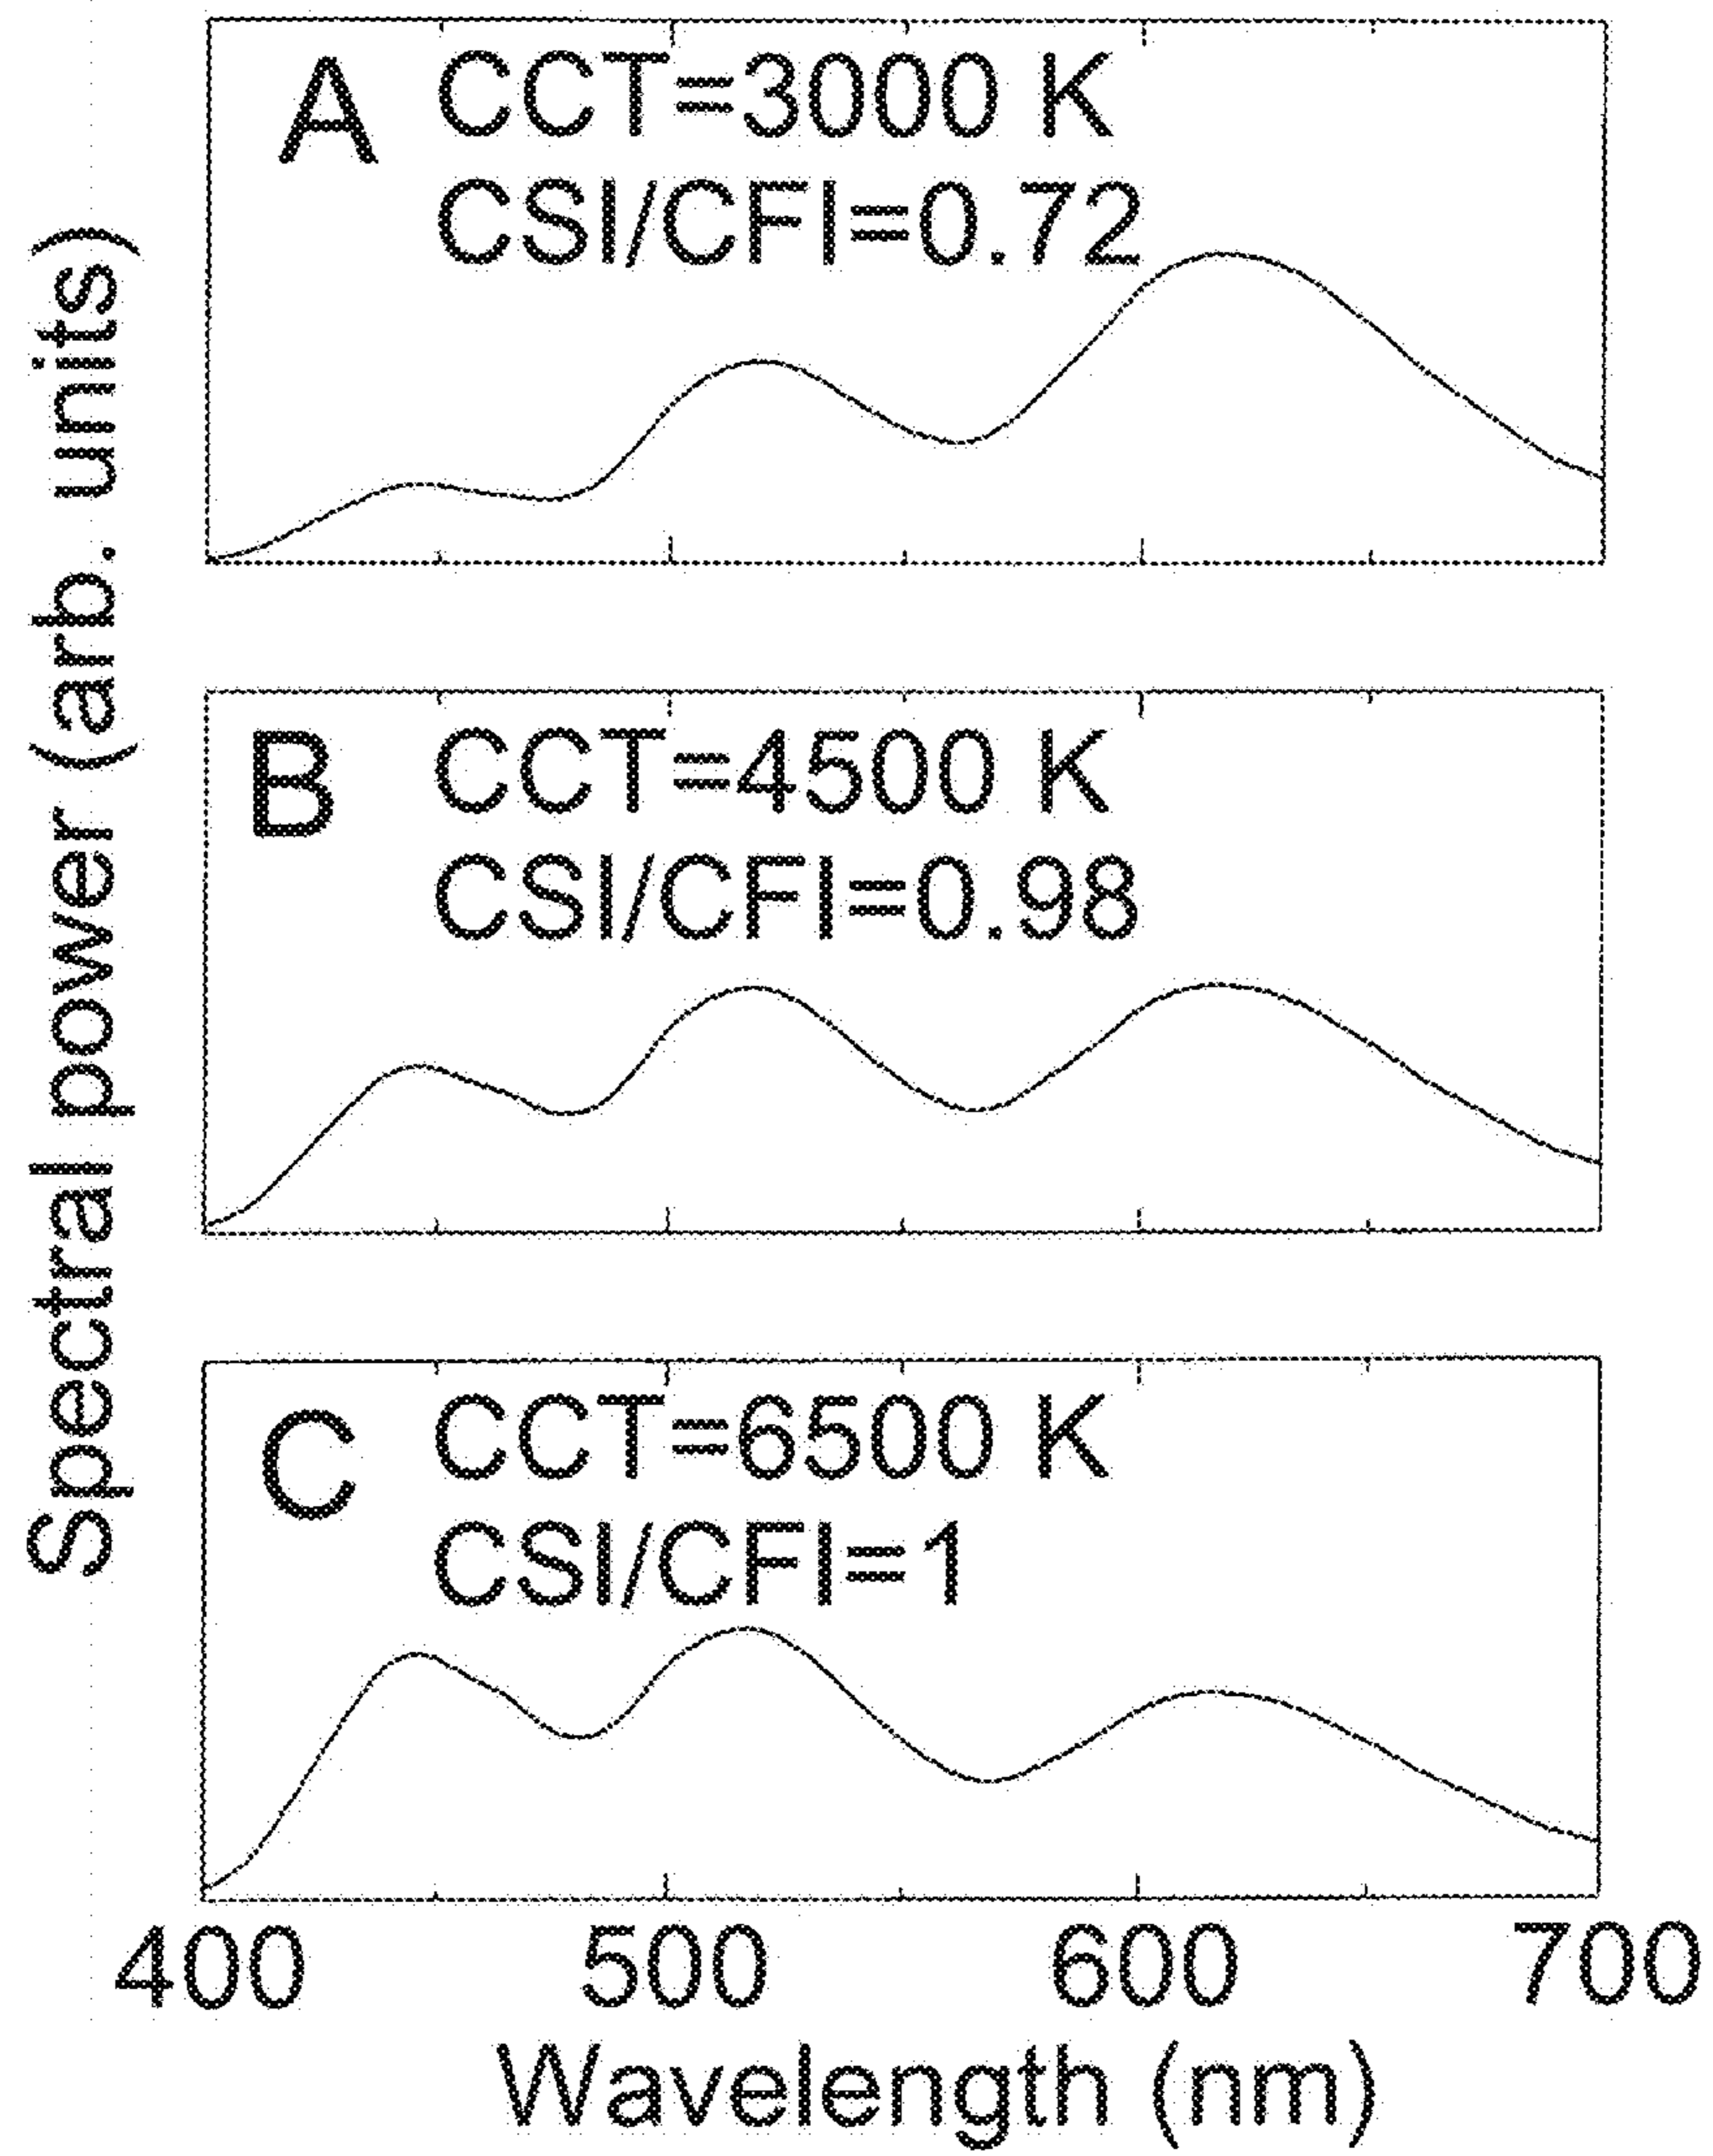 Spectral power (arb. units)
A CCT=3000 K
CSI/CFI=0.72
B CCT=4500 K
CSI/CFI=0.98
C CCT=6500 K
CSI/CFI=1
400 500 600 700
Wavelength (nm)